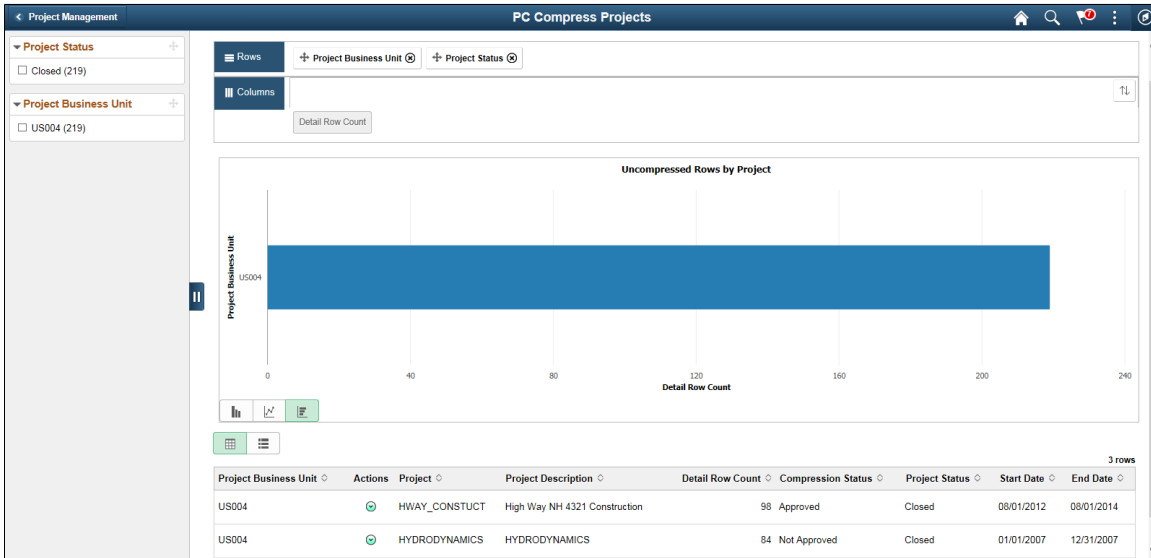 Project Management
PC Compress Projects
7
Project Status
Closed (219)
Project Business Unit
US004 (219)
Rows
Project Business Unit
Project Status
Columns
Detail Row Count
Uncompressed Rows by Project
Project Business Unit
US004
0 40 80 120 160 200 240
Detail Row Count
3 rows
Project Business Unit Actions Project Project Description Detail Row Count Compression Status Project Status Start Date End Date
US004 HWAY_CONSTUCT High Way NH 4321 Construction 98 Approved Closed 08/01/2012 08/01/2014
US004 HYDRODYNAMICS HYDRODYNAMICS 84 Not Approved Closed 01/01/2007 12/31/2007